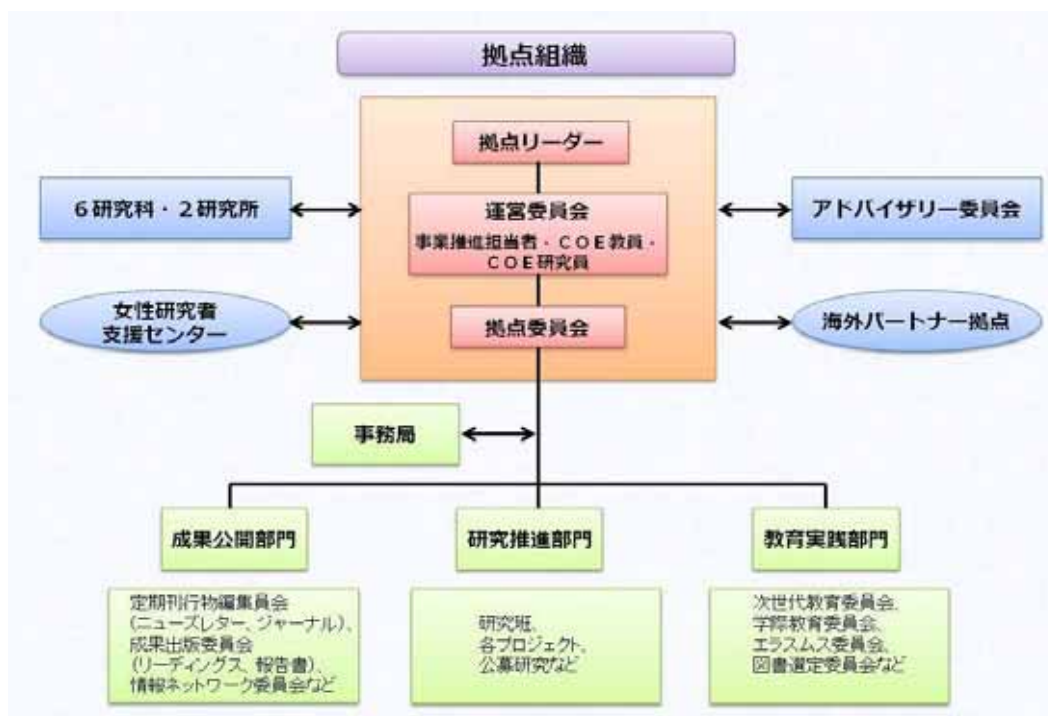 拠点組織
拠点リーダー
6研究科・2研究所
運営委員会
事業推進担当者・COE教員・
COE研究員
アドバイザリー委員会
女性研究者
支援センター
拠点委員会
海外パートナー拠点
事務局
成果公開部門
研究推進部門
教育実践部門
定期刊行物編集員会
(ニューズレター、ジャーナル)、
成果出版委員会
(リーディングス、報告書)、
情報ネットワーク委員会など
研究班、
各プロジェクト、
公募研究など
次世代教育委員会、
学際教育委員会、
エラスムス委員会、
図書選定委員会など